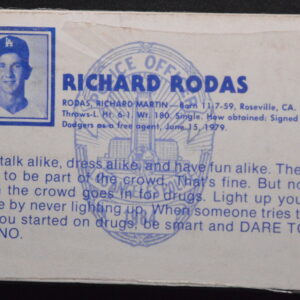 RICHARD RODAS
RODAS, RICHARD MARTIN—Born 11-7-59, Roseville, CA.
Throws-L Ht. 6-1, Wt. 180. Single. How obtained: Signed
Dodgers as a free agent, June 15, 1979.
talk alike, dress alike, and have fun alike. The
to be part of the crowd. That's fine. But no
the crowd goes in for drugs. Light up you
e by never lighting up. When someone tries t
you started on drugs, be smart and DARE TO
NO.